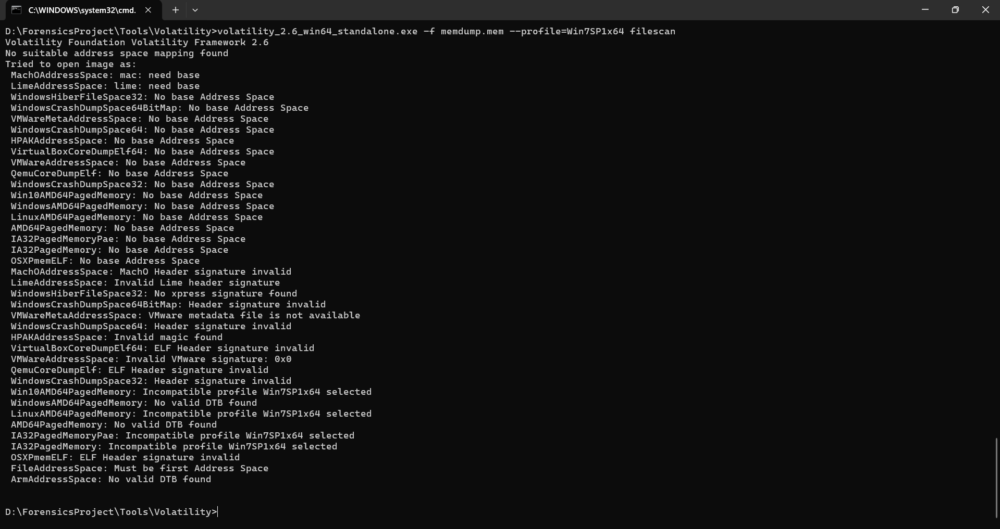 C:\WINDOWS\system32\cmd.
D:\ForensicsProject\Tools\Volatility>volatility_2.6_win64_standalone.exe -f memdump.mem --profile=Win7SP1x64 filescan
Volatility Foundation Volatility Framework 2.6
No suitable address space mapping found
Tried to open image as:
 MachOAddressSpace: mac: need base
 LimeAddressSpace: lime: need base
 WindowsHiberFileSpace32: No base Address Space
 WindowsCrashDumpSpace64BitMap: No base Address Space
 VMWareMetaAddressSpace: No base Address Space
 WindowsCrashDumpSpace64: No base Address Space
 HPAKAddressSpace: No base Address Space
 VirtualBoxCoreDumpElf64: No base Address Space
 VMWareAddressSpace: No base Address Space
 QemuCoreDumpElf: No base Address Space
 WindowsCrashDumpSpace32: No base Address Space
 Win10AMD64PagedMemory: No base Address Space
 WindowsAMD64PagedMemory: No base Address Space
 LinuxAMD64PagedMemory: No base Address Space
 AMD64PagedMemory: No base Address Space
 IA32PagedMemoryPae: No base Address Space
 IA32PagedMemory: No base Address Space
 OSXPmemELF: No base Address Space
 MachOAddressSpace: MachO Header signature invalid
 LimeAddressSpace: Invalid Lime header signature
 WindowsHiberFileSpace32: No xpress signature found
 WindowsCrashDumpSpace64BitMap: Header signature invalid
 VMWareMetaAddressSpace: VMware metadata file is not available
 WindowsCrashDumpSpace64: Header signature invalid
 HPAKAddressSpace: Invalid magic found
 VirtualBoxCoreDumpElf64: ELF Header signature invalid
 VMWareAddressSpace: Invalid VMware signature: 0x0
 QemuCoreDumpElf: ELF Header signature invalid
 WindowsCrashDumpSpace32: Header signature invalid
 Win10AMD64PagedMemory: Incompatible profile Win7SP1x64 selected
 WindowsAMD64PagedMemory: No valid DTB found
 LinuxAMD64PagedMemory: Incompatible profile Win7SP1x64 selected
 AMD64PagedMemory: No valid DTB found
 IA32PagedMemoryPae: Incompatible profile Win7SP1x64 selected
 IA32PagedMemory: Incompatible profile Win7SP1x64 selected
 OSXPmemELF: ELF Header signature invalid
 FileAddressSpace: Must be first Address Space
 ArmAddressSpace: No valid DTB found
D:\ForensicsProject\Tools\Volatility>